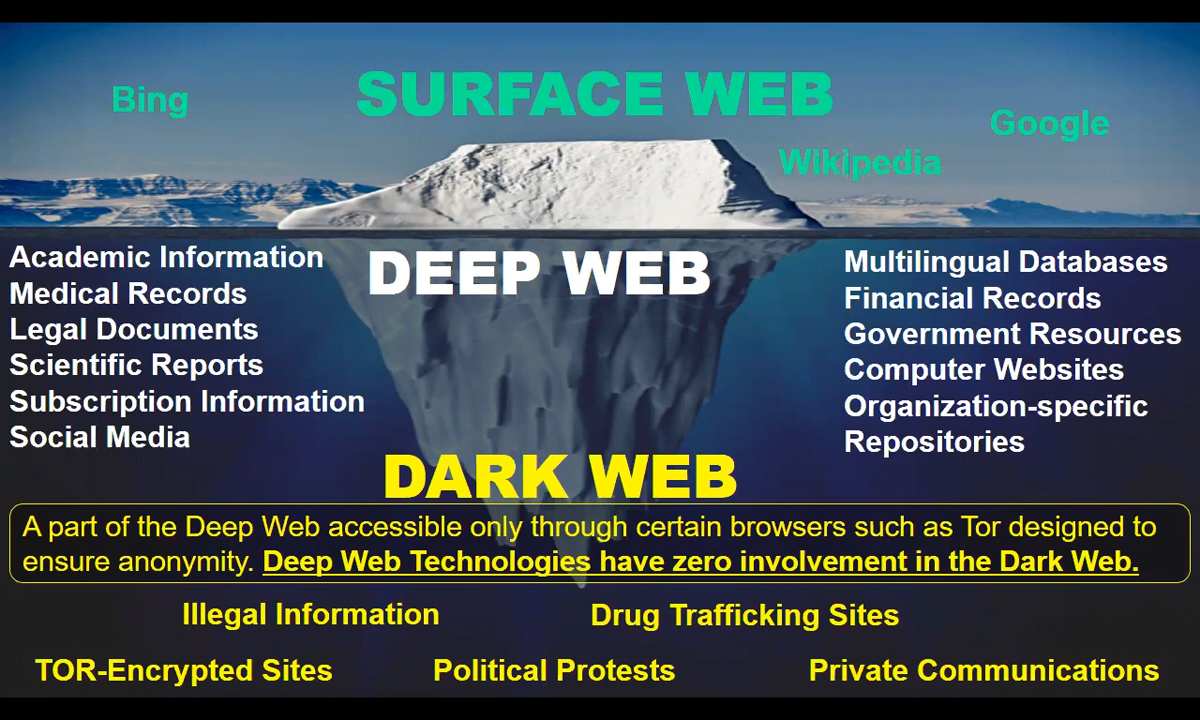 SURFACE WEB
Bing
Google
Wikipedia
DEEP WEB
Academic Information
Medical Records
Legal Documents
Scientific Reports
Subscription Information
Social Media
Multilingual Databases
Financial Records
Government Resources
Computer Websites
Organization-specific
Repositories
DARK WEB
A part of the Deep Web accessible only through certain browsers such as Tor designed to
ensure anonymity. Deep Web Technologies have zero involvement in the Dark Web.
Illegal Information
Drug Trafficking Sites
TOR-Encrypted Sites
Political Protests
Private Communications